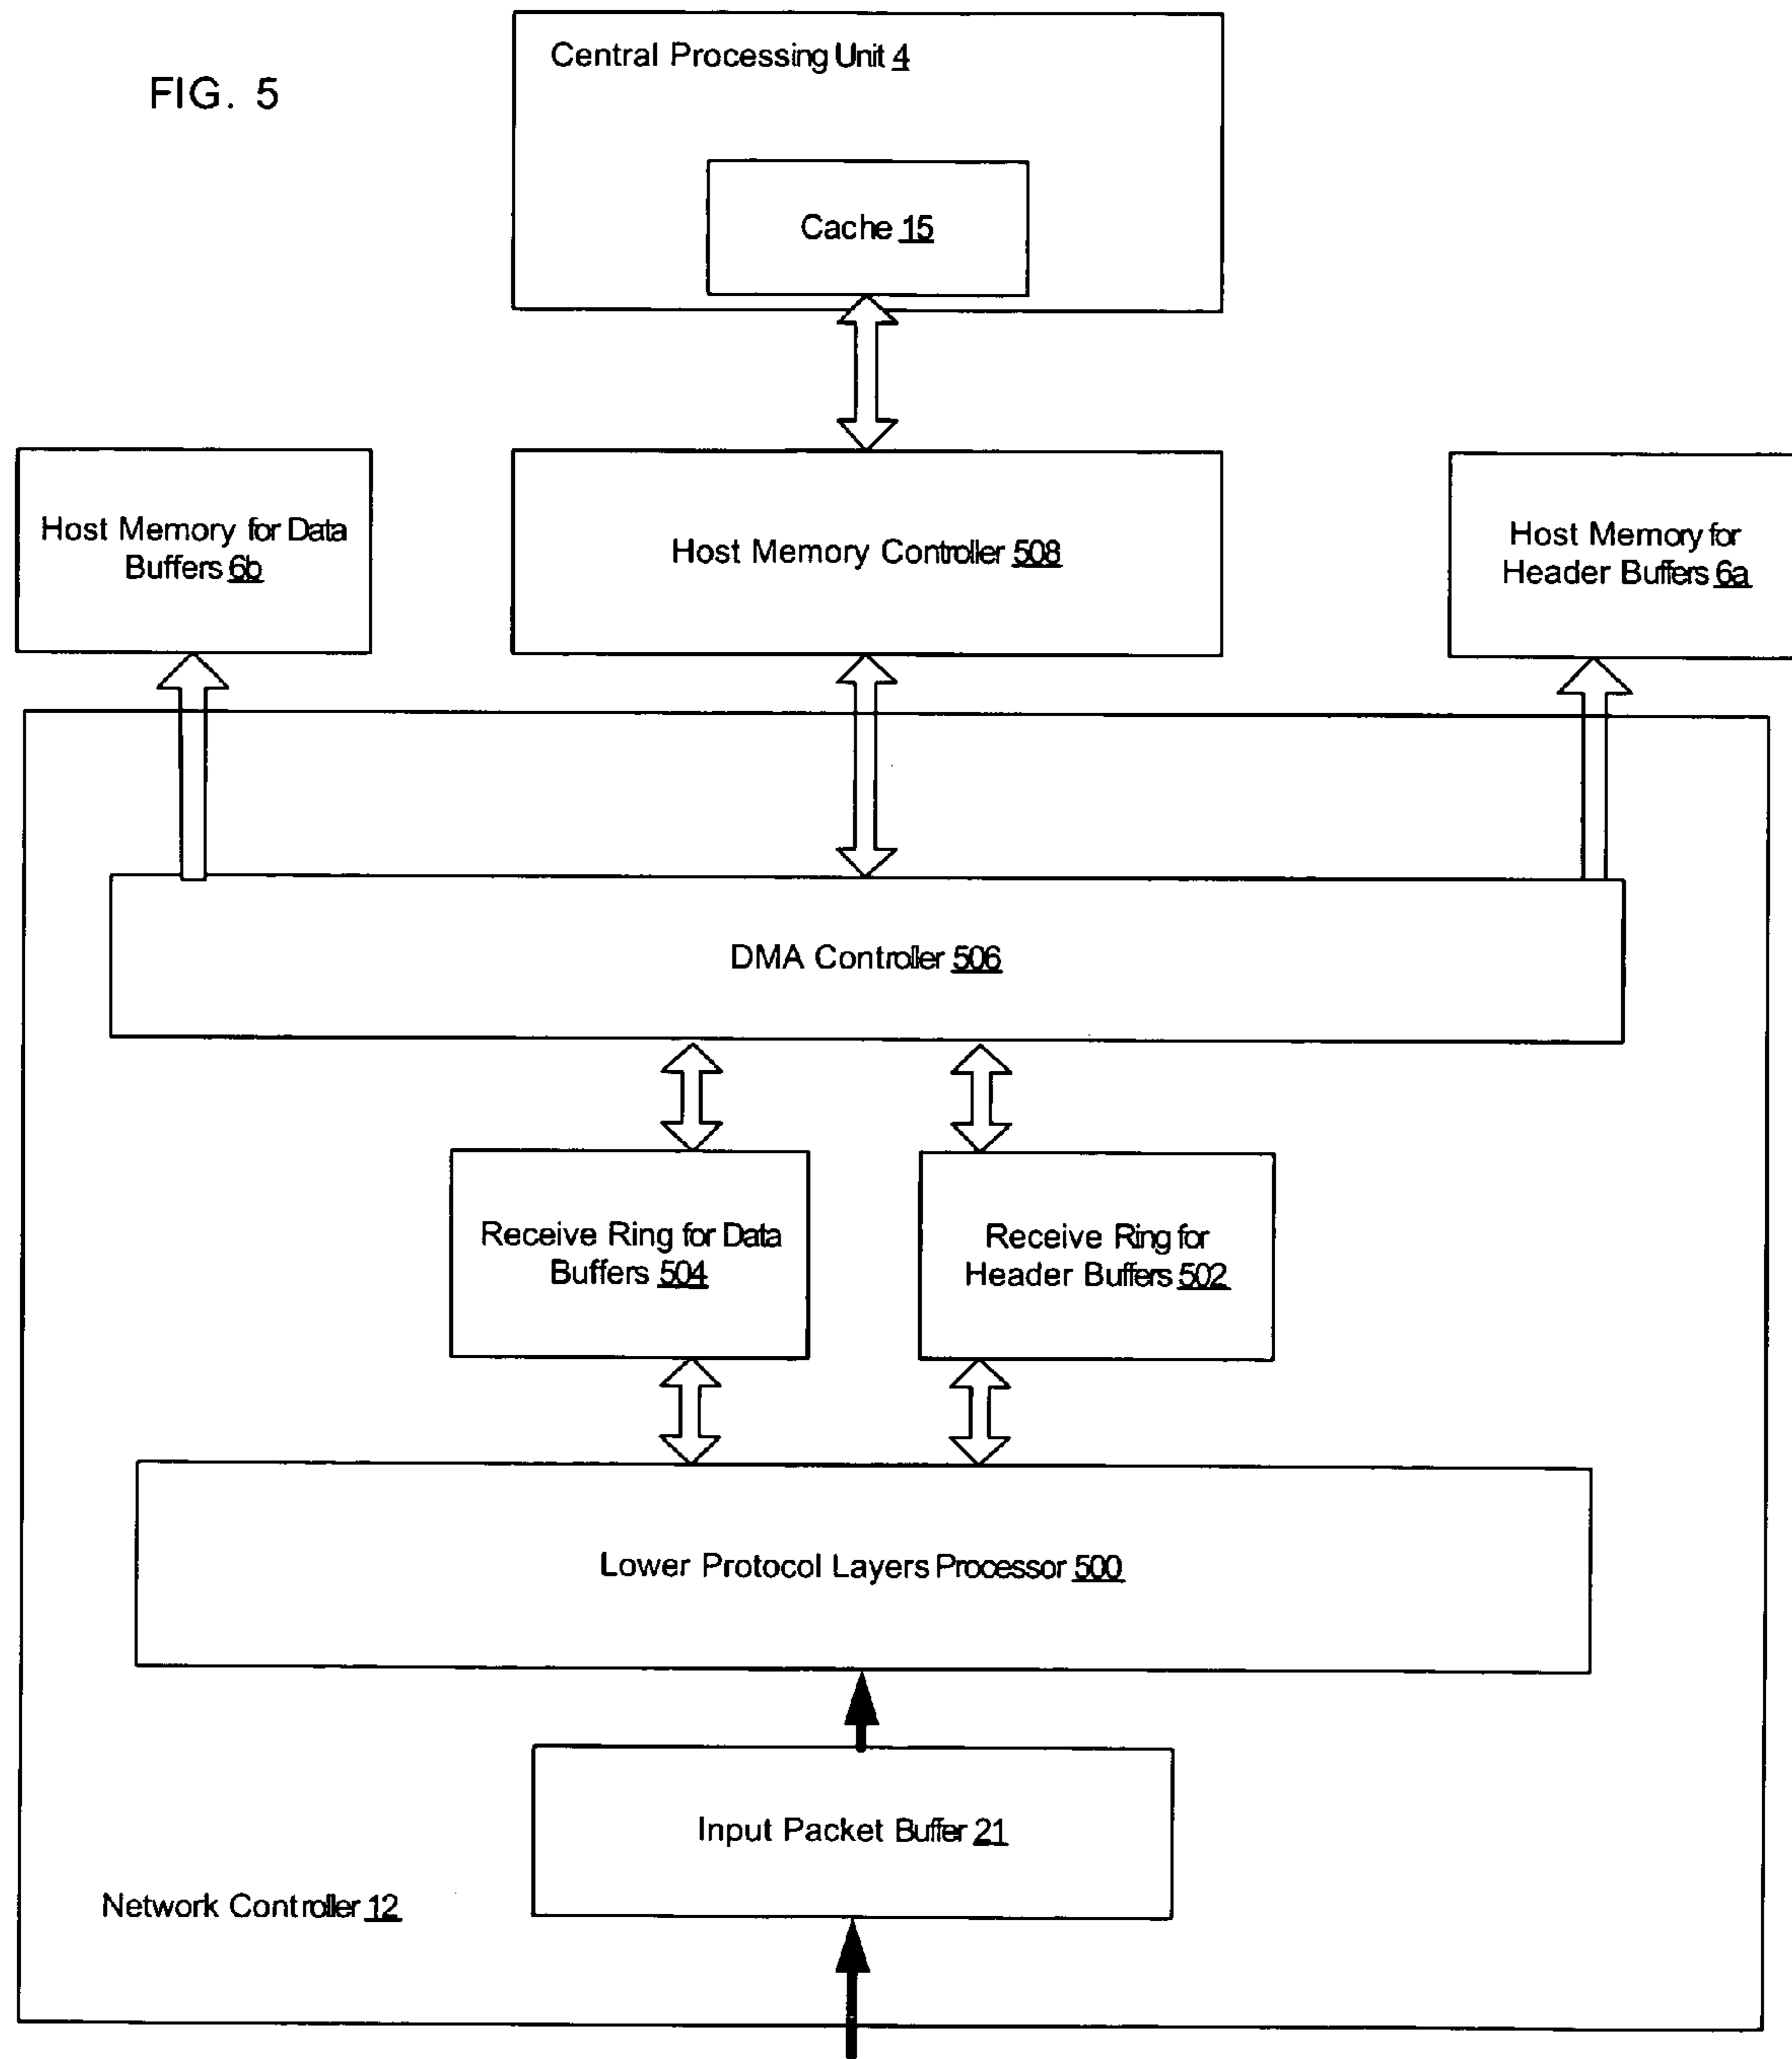 FIG. 5
Central Processing Unit 4
Cache 15
Host Memory for Data
Buffers 6b
Host Memory Controller 508
Host Memory for
Header Buffers 6a
DMA Controller 506
Receive Ring for Data
Buffers 504
Receive Ring for
Header Buffers 502
Lower Protocol Layers Processor 500
Input Packet Buffer 21
Network Controller 12